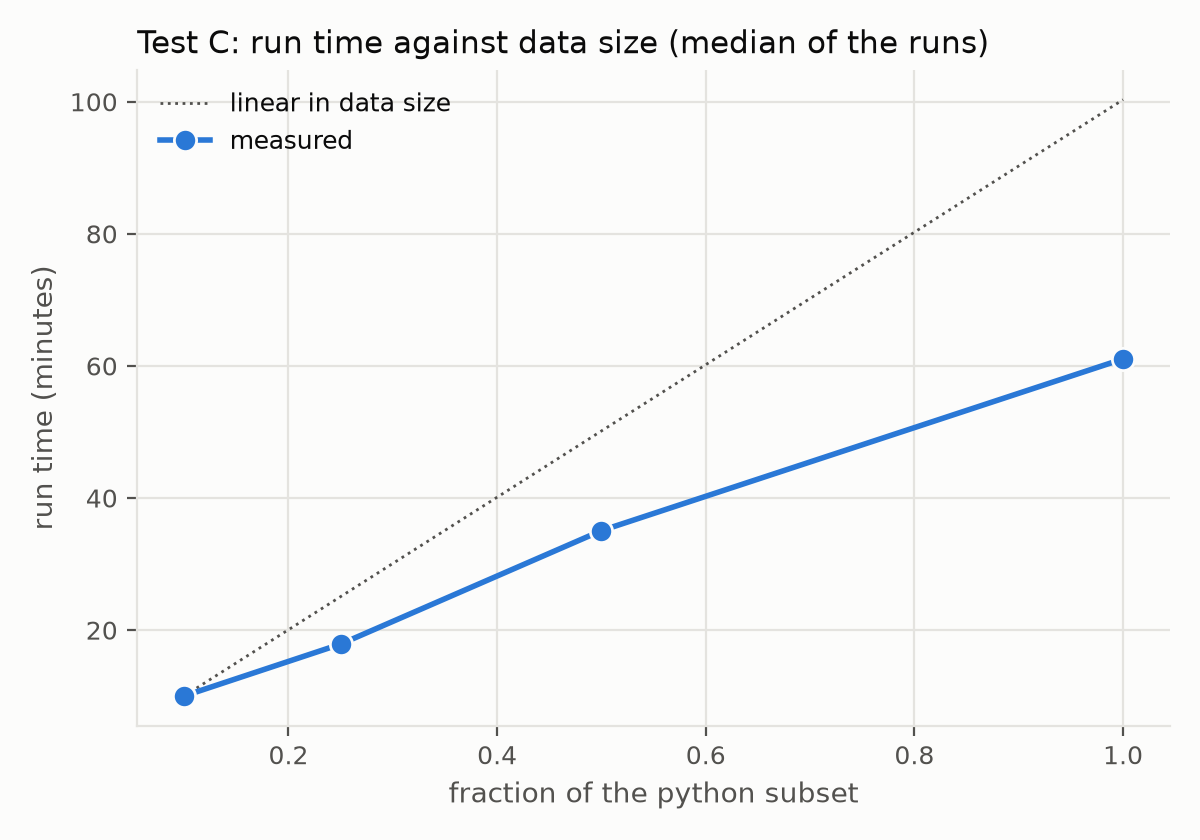 Test C: run time against data size (median of the runs)
linear in data size
measured
run time (minutes)
100
80
60
40
20
0.2
0.4
0.6
0.8
1.0
fraction of the python subset